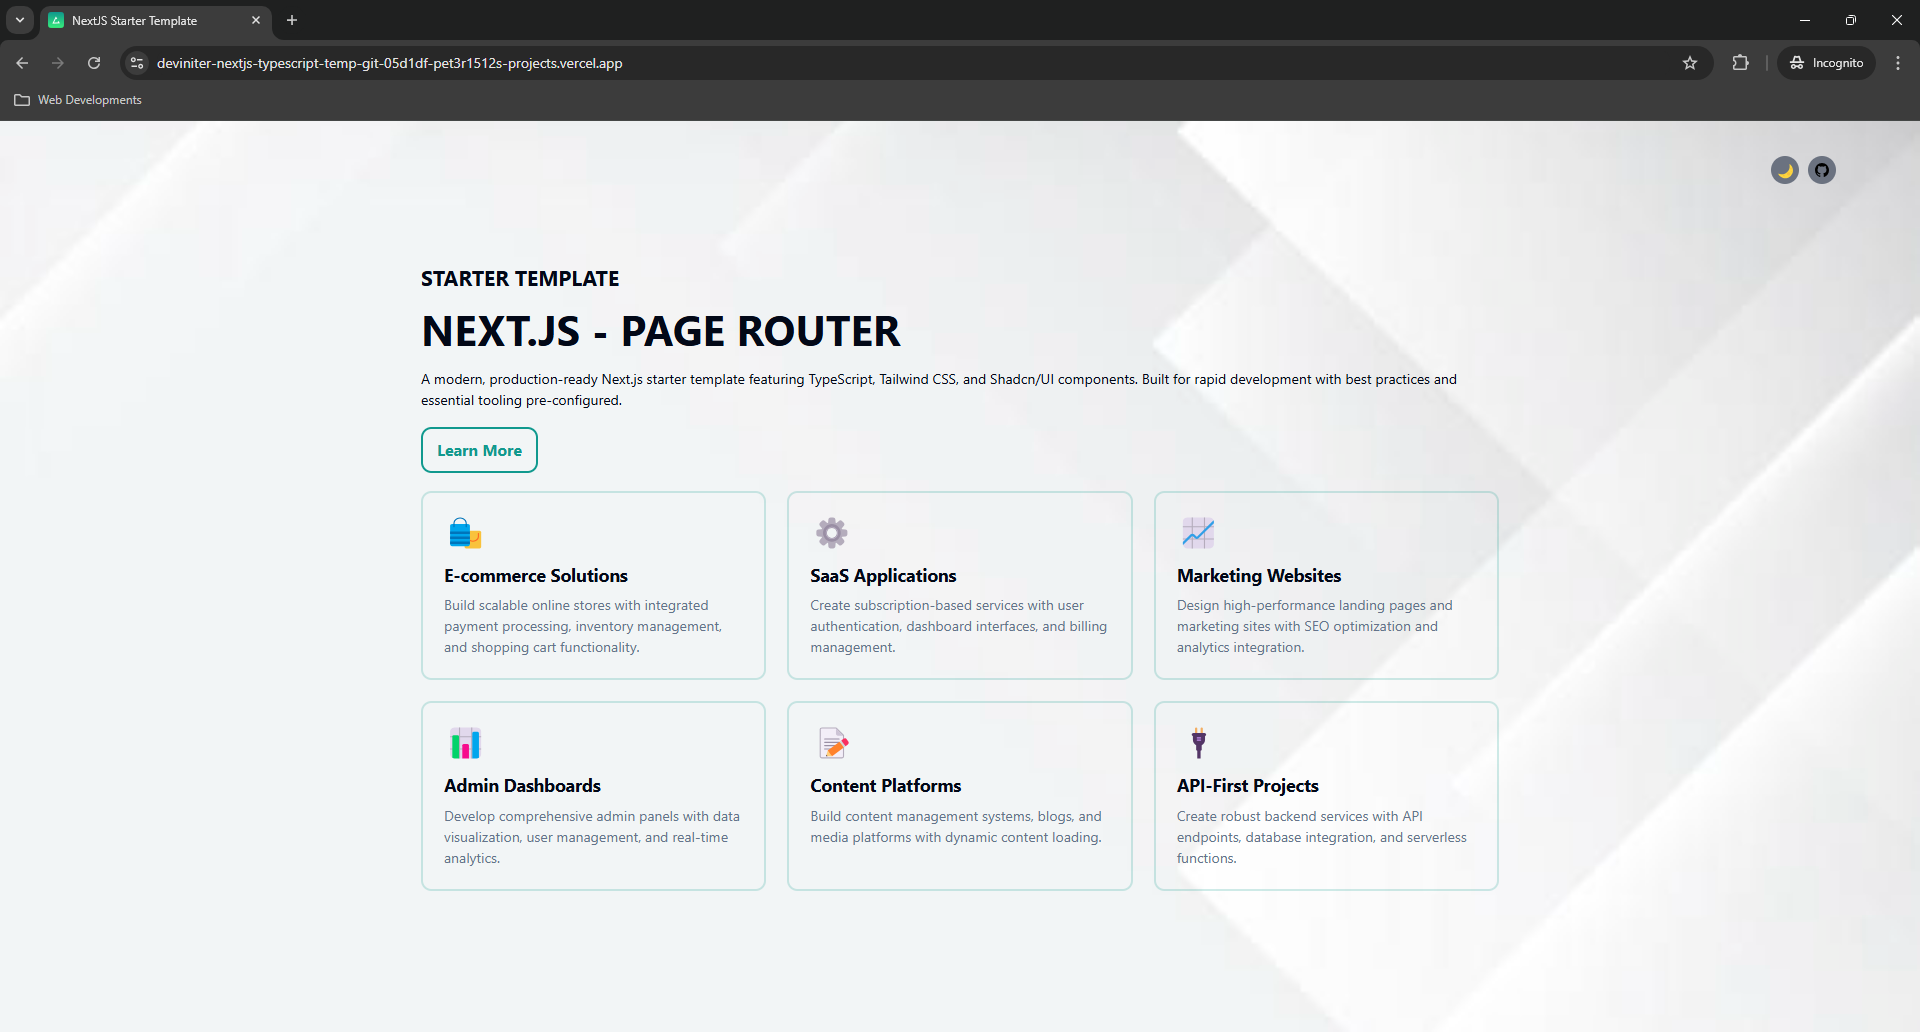 NextJS Starter Template
deviniter-nextjs-typescript-temp-git-05d1df-pet3r1512s-projects.vercel.app
Incognito
Web Developments
STARTER TEMPLATE
NEXT.JS - PAGE ROUTER
A modern, production-ready Next.js starter template featuring TypeScript, Tailwind CSS, and Shadcn/UI components. Built for rapid development with best practices and
essential tooling pre-configured.
Learn More
E-commerce Solutions
Build scalable online stores with integrated
payment processing, inventory management,
and shopping cart functionality.
SaaS Applications
Create subscription-based services with user
authentication, dashboard interfaces, and billing
management.
Marketing Websites
Design high-performance landing pages and
marketing sites with SEO optimization and
analytics integration.
Admin Dashboards
Develop comprehensive admin panels with data
visualization, user management, and real-time
analytics.
Content Platforms
Build content management systems, blogs, and
media platforms with dynamic content loading.
API-First Projects
Create robust backend services with API
endpoints, database integration, and serverless
functions.